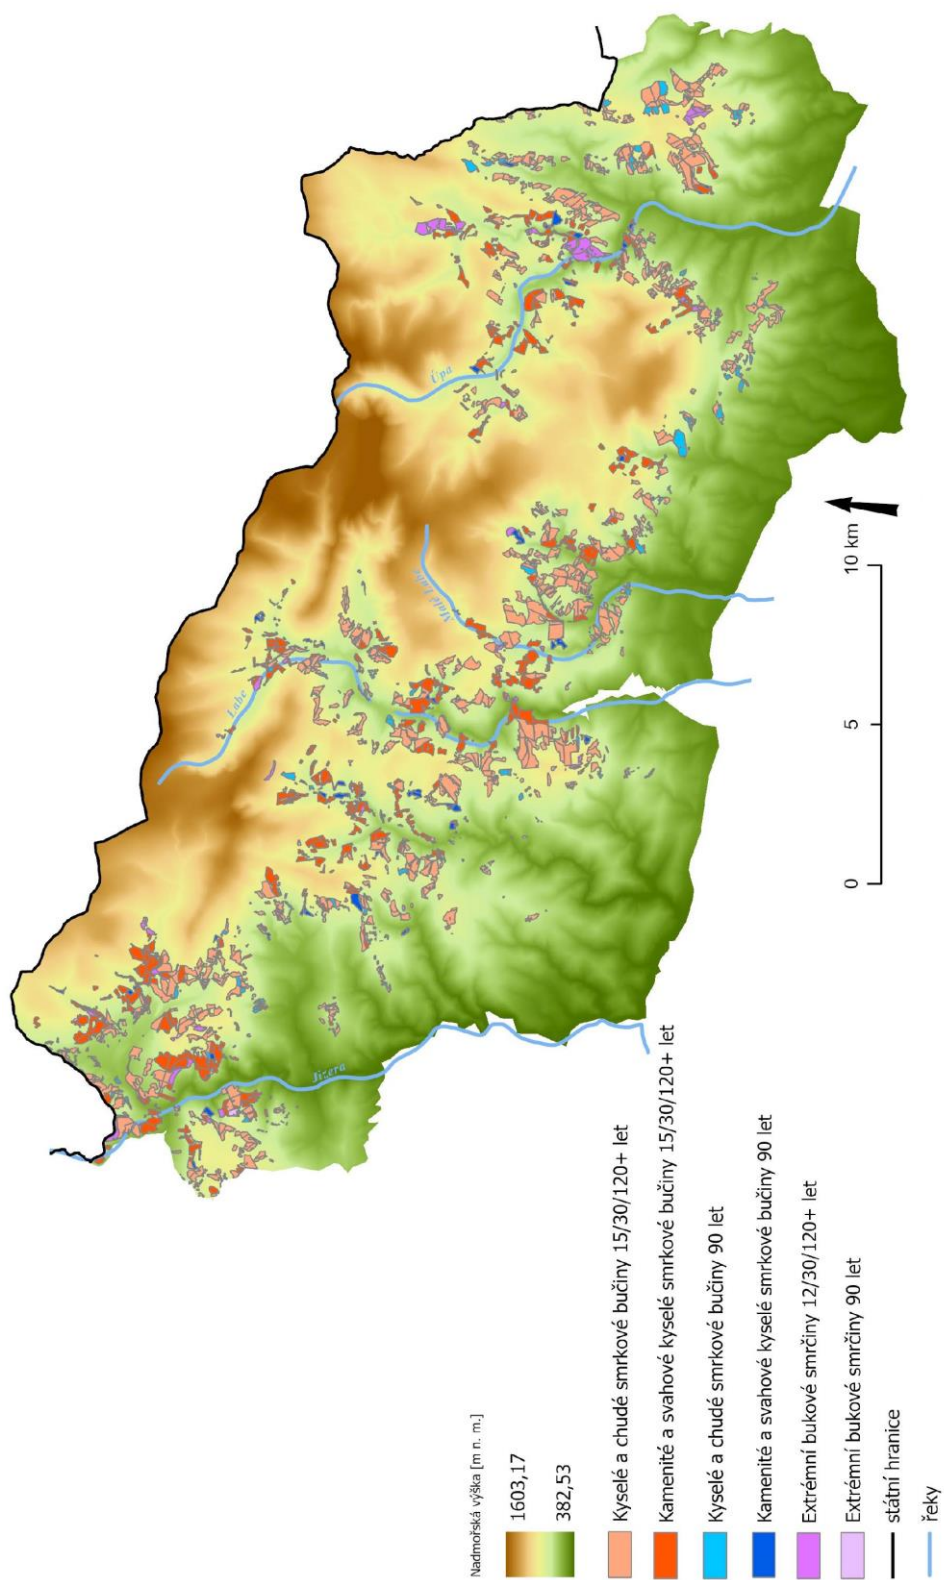 Jizera
Labe
Malé Labe
Úpa
0
5
10 km
Nadmořská výška [m n. m.]
1603,17
382,53
Kyselé a chudé smrkové bučiny 15/30/120+ let
Kamenité a svahové kyselé smrkové bučiny 15/30/120+ let
Kyselé a chudé smrkové bučiny 90 let
Kamenité a svahové kyselé smrkové bučiny 90 let
Extrémní bukové smrčiny 12/30/120+ let
Extrémní bukové smrčiny 90 let
státní hranice
řeky